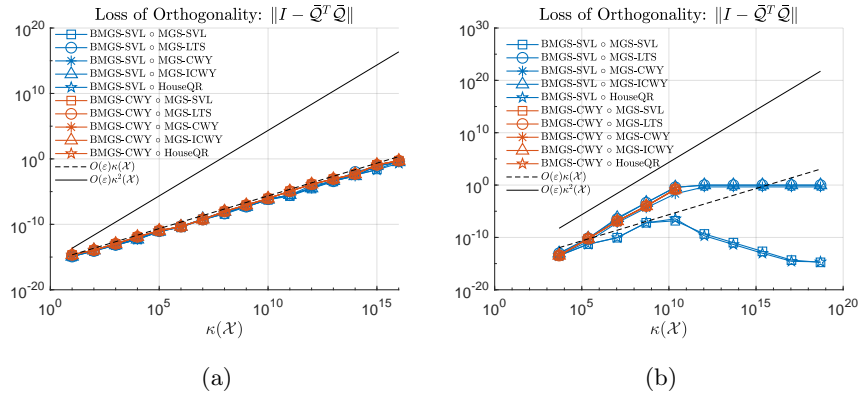 Loss of Orthogonality: ‖I − Q̄ᵀQ̄‖
10^10
10^0
10^-10
10^-20
BMGS-SVL ∘ MGS-SVL
BMGS-SVL ∘ MGS-LTS
BMGS-SVL ∘ MGS-CWY
BMGS-SVL ∘ MGS-ICWY
BMGS-SVL ∘ HouseQR
BMGS-CWY ∘ MGS-SVL
BMGS-CWY ∘ MGS-LTS
BMGS-CWY ∘ MGS-CWY
BMGS-CWY ∘ MGS-ICWY
BMGS-CWY ∘ HouseQR
O(ε)κ(X)
O(ε)κ²(X)
10^0 10^5 10^10 10^15
κ(X)
(a)
Loss of Orthogonality: ‖I − Q̄ᵀQ̄‖
10^30
10^20
10^10
10^0
10^-10
10^-20
BMGS-SVL ∘ MGS-SVL
BMGS-SVL ∘ MGS-LTS
BMGS-SVL ∘ MGS-CWY
BMGS-SVL ∘ MGS-ICWY
BMGS-SVL ∘ HouseQR
BMGS-CWY ∘ MGS-SVL
BMGS-CWY ∘ MGS-LTS
BMGS-CWY ∘ MGS-CWY
BMGS-CWY ∘ MGS-ICWY
BMGS-CWY ∘ HouseQR
O(ε)κ(X)
O(ε)κ²(X)
10^0 10^5 10^10 10^15 10^20
κ(X)
(b)